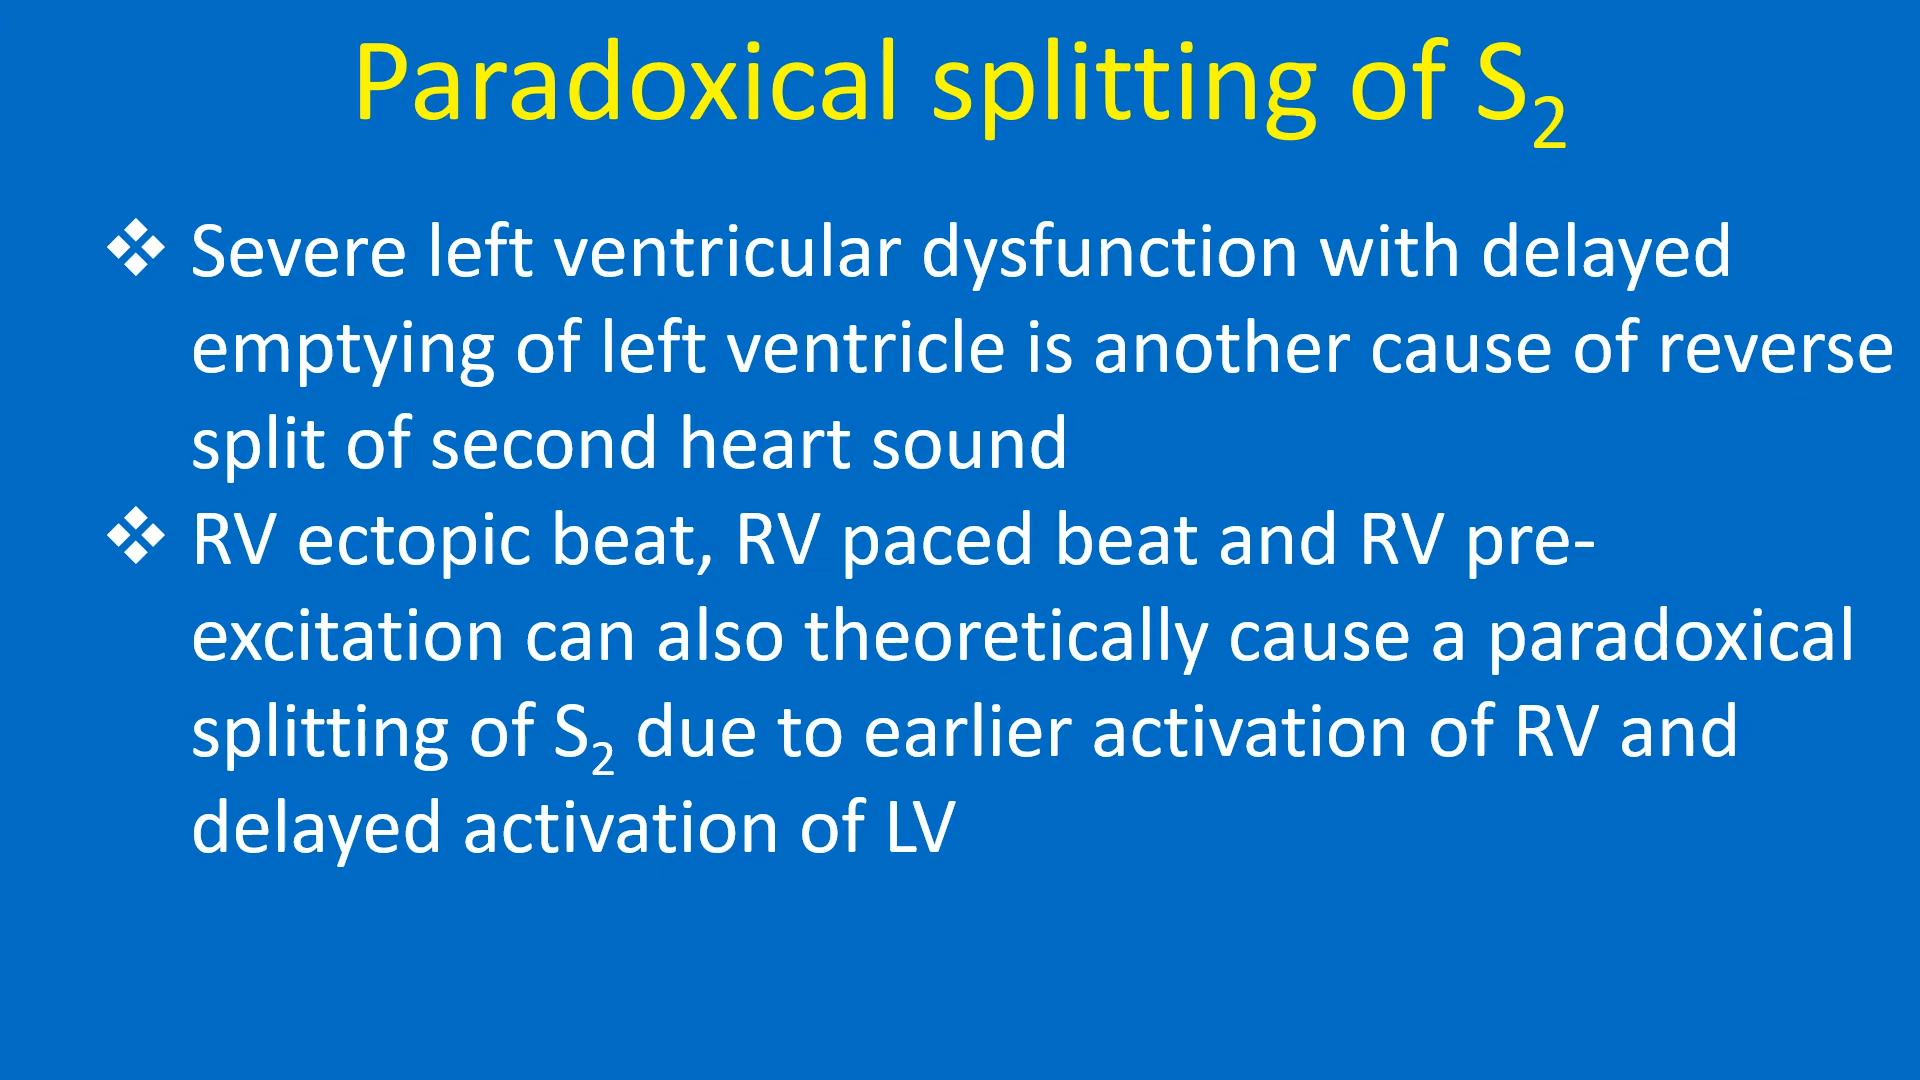 Paradoxical splitting of S₂
❖ Severe left ventricular dysfunction with delayed
emptying of left ventricle is another cause of reverse
split of second heart sound
❖ RV ectopic beat, RV paced beat and RV pre-
excitation can also theoretically cause a paradoxical
splitting of S₂ due to earlier activation of RV and
delayed activation of LV